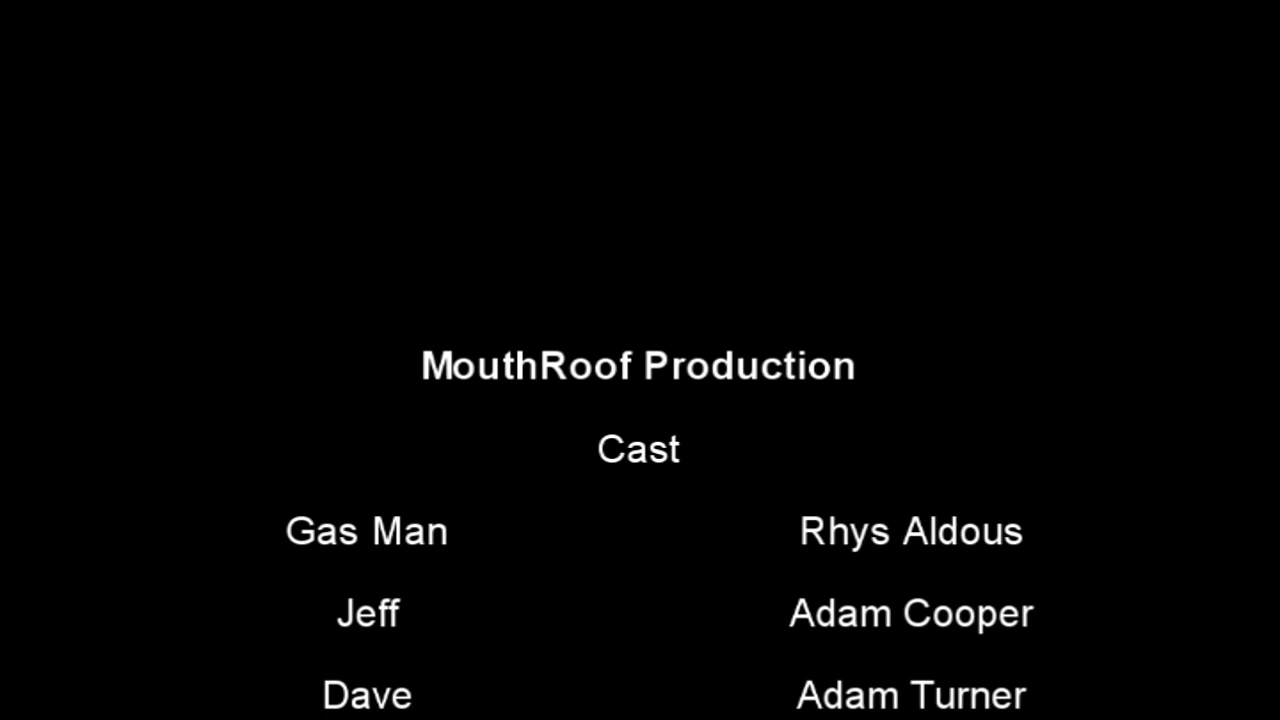 MouthRoof Production
Cast
Gas Man Rhys Aldous
Jeff Adam Cooper
Dave Adam Turner